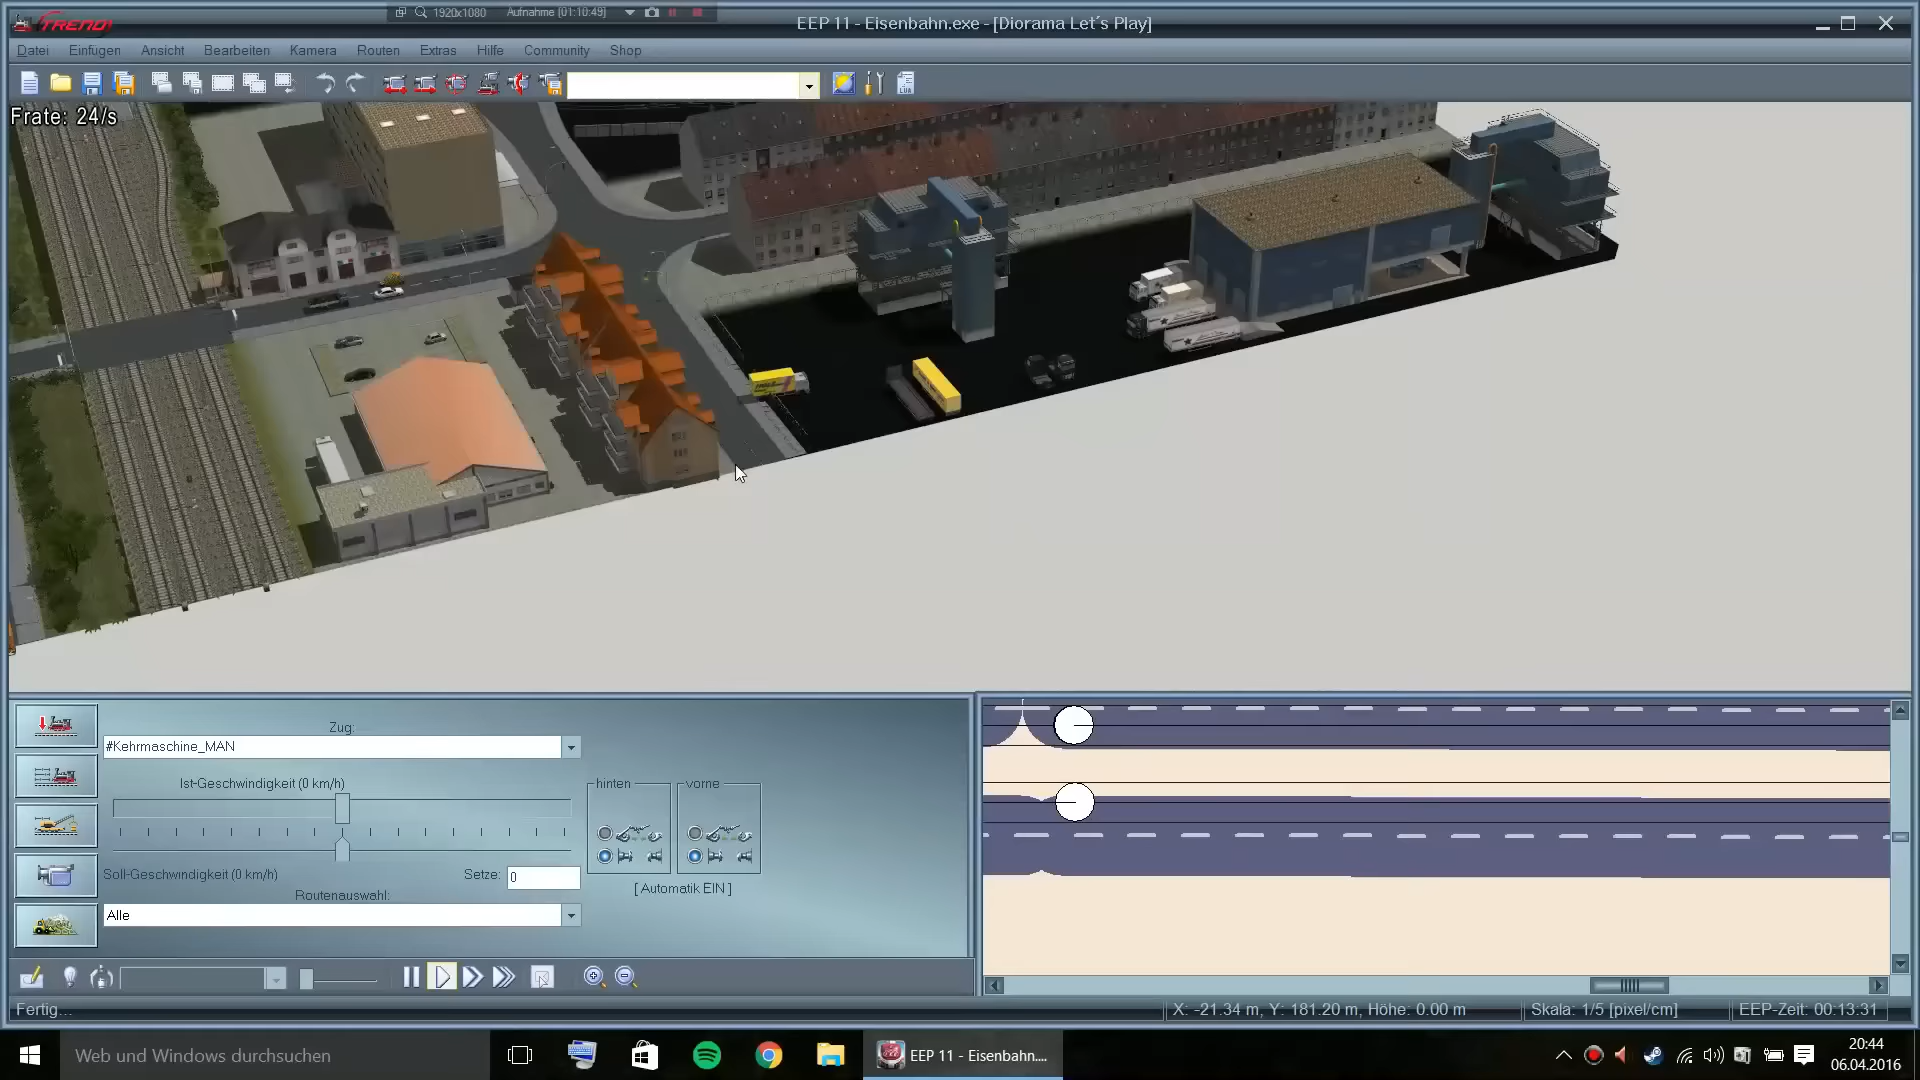 1920x1080 Aufnahme (01:10:49)
TREND
EEP 11 - Eisenbahn.exe - [Diorama Let´s Play]
Datei Einfügen Ansicht Bearbeiten Kamera Routen Extras Hilfe Community Shop
LUA
Frate: 24/s
Zug:
#Kehrmaschine_MAN
Ist-Geschwindigkeit (0 km/h)
hinten vorne
Soll-Geschwindigkeit (0 km/h) Setze: 0
[ Automatik EIN ]
Routenauswahl:
Alle
Fertig...
X: -21.34 m, Y: 181.20 m, Höhe: 0.00 m
Skala: 1/5 [pixel/cm]
EEP-Zeit: 00:13:31
Web und Windows durchsuchen
EEP 11 - Eisenbahn....
20:44
06.04.2016